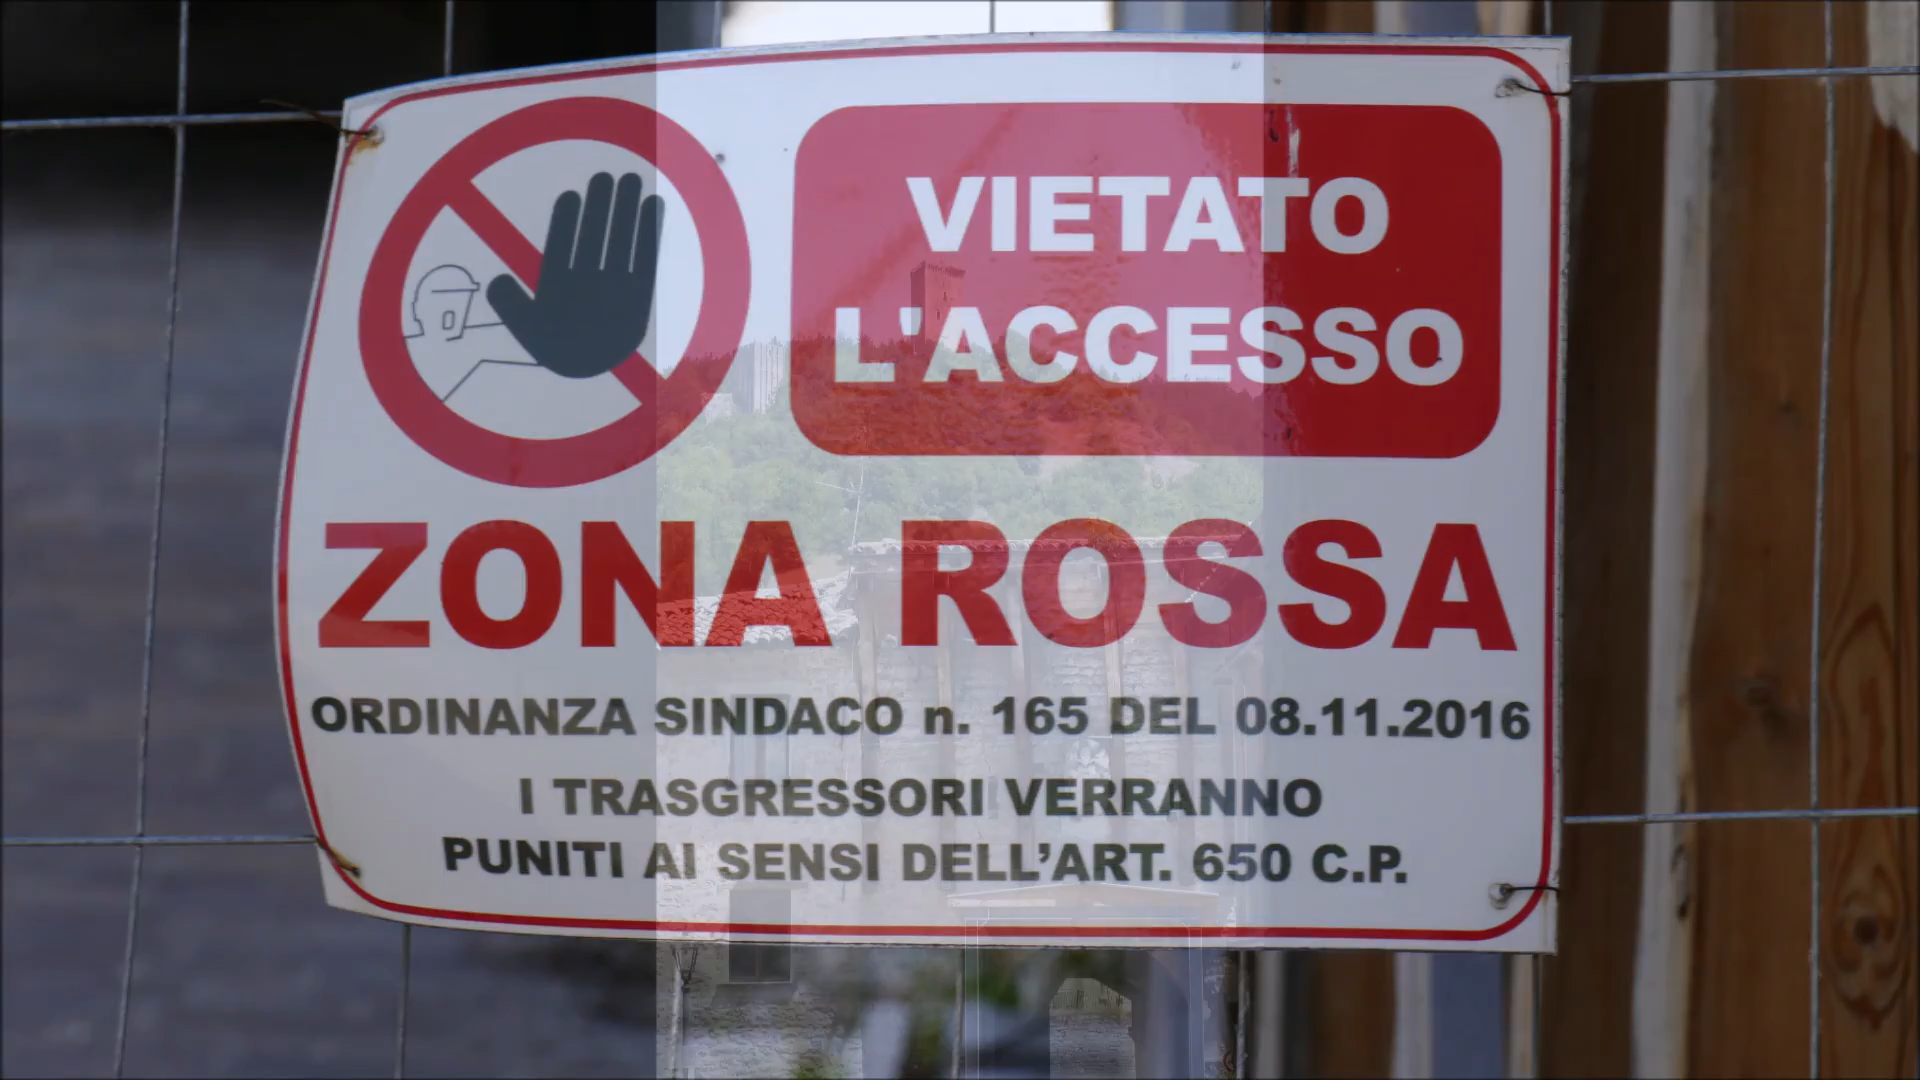 VIETATO
L'ACCESSO
ZONA ROSSA
ORDINANZA SINDACO n. 165 DEL 08.11.2016
I TRASGRESSORI VERRANNO
PUNITI AI SENSI DELL’ART. 650 C.P.